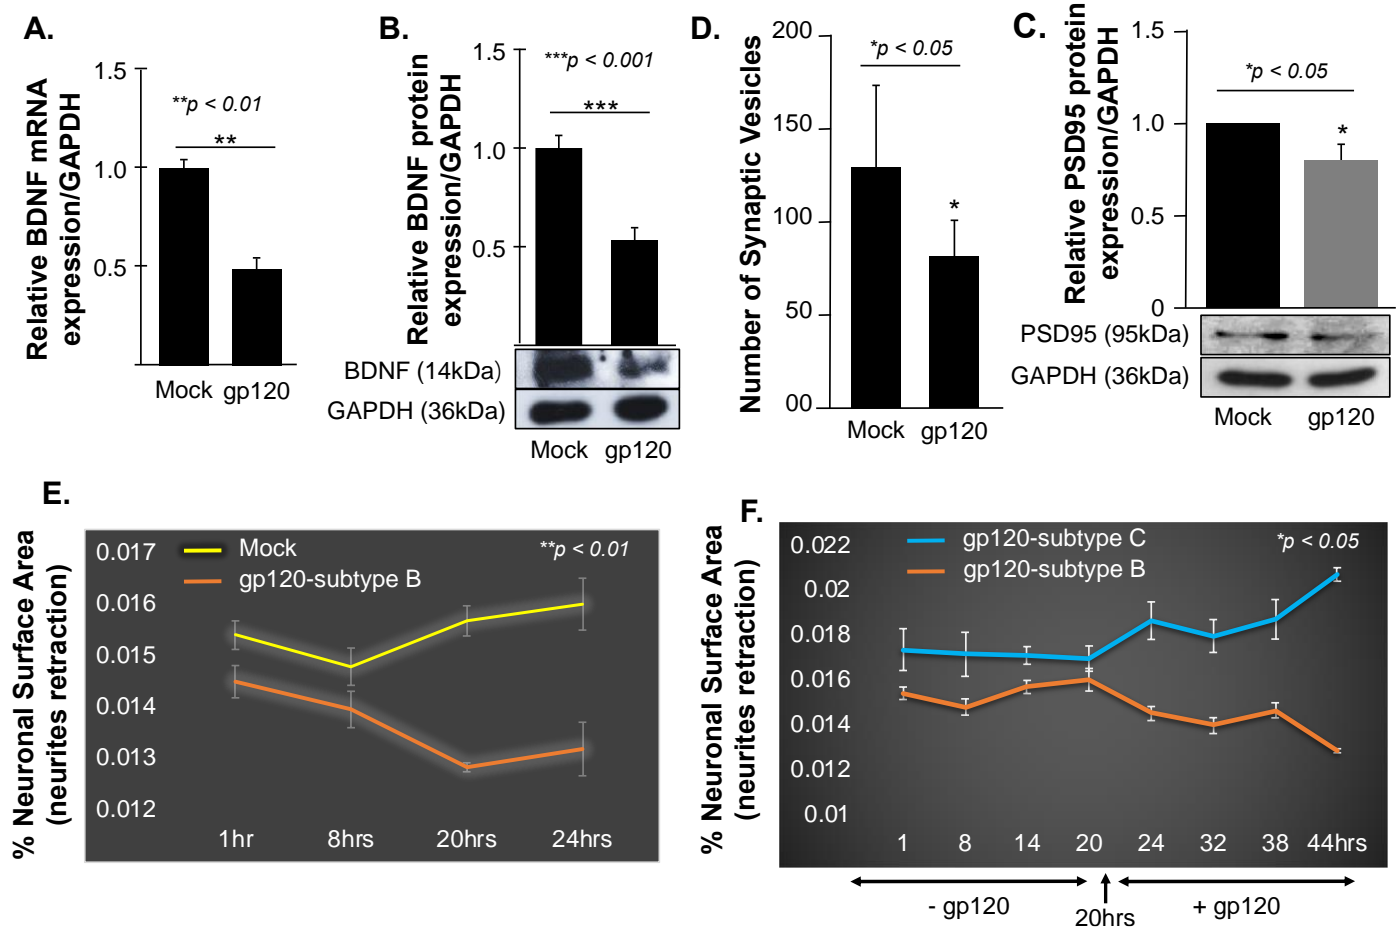 A.
Relative BDNF mRNA
expression/GAPDH
1.5
1.0
0.5
**p < 0.01
**
Mock gp120
B.
Relative BDNF protein
expression/GAPDH
1.5
1.0
0.5
***p < 0.001
***
BDNF (14kDa)
GAPDH (36kDa)
Mock gp120
D.
Number of Synaptic Vesicles
200
150
100
50
00
*p < 0.05
*
Mock gp120
C.
Relative PSD95 protein
expression/GAPDH
1.5
1.0
0.5
0
*p < 0.05
*
PSD95 (95kDa)
GAPDH (36kDa)
Mock gp120
E.
% Neuronal Surface Area
(neurites retraction)
0.017
0.016
0.015
0.014
0.013
0.012
Mock
gp120-subtype B
**p < 0.01
1hr 8hrs 20hrs 24hrs
F.
% Neuronal Surface Area
(neurites retraction)
0.022
0.02
0.018
0.016
0.014
0.012
0.01
gp120-subtype C
gp120-subtype B
*p < 0.05
1 8 14 20 24 32 38 44hrs
- gp120
20hrs
+ gp120